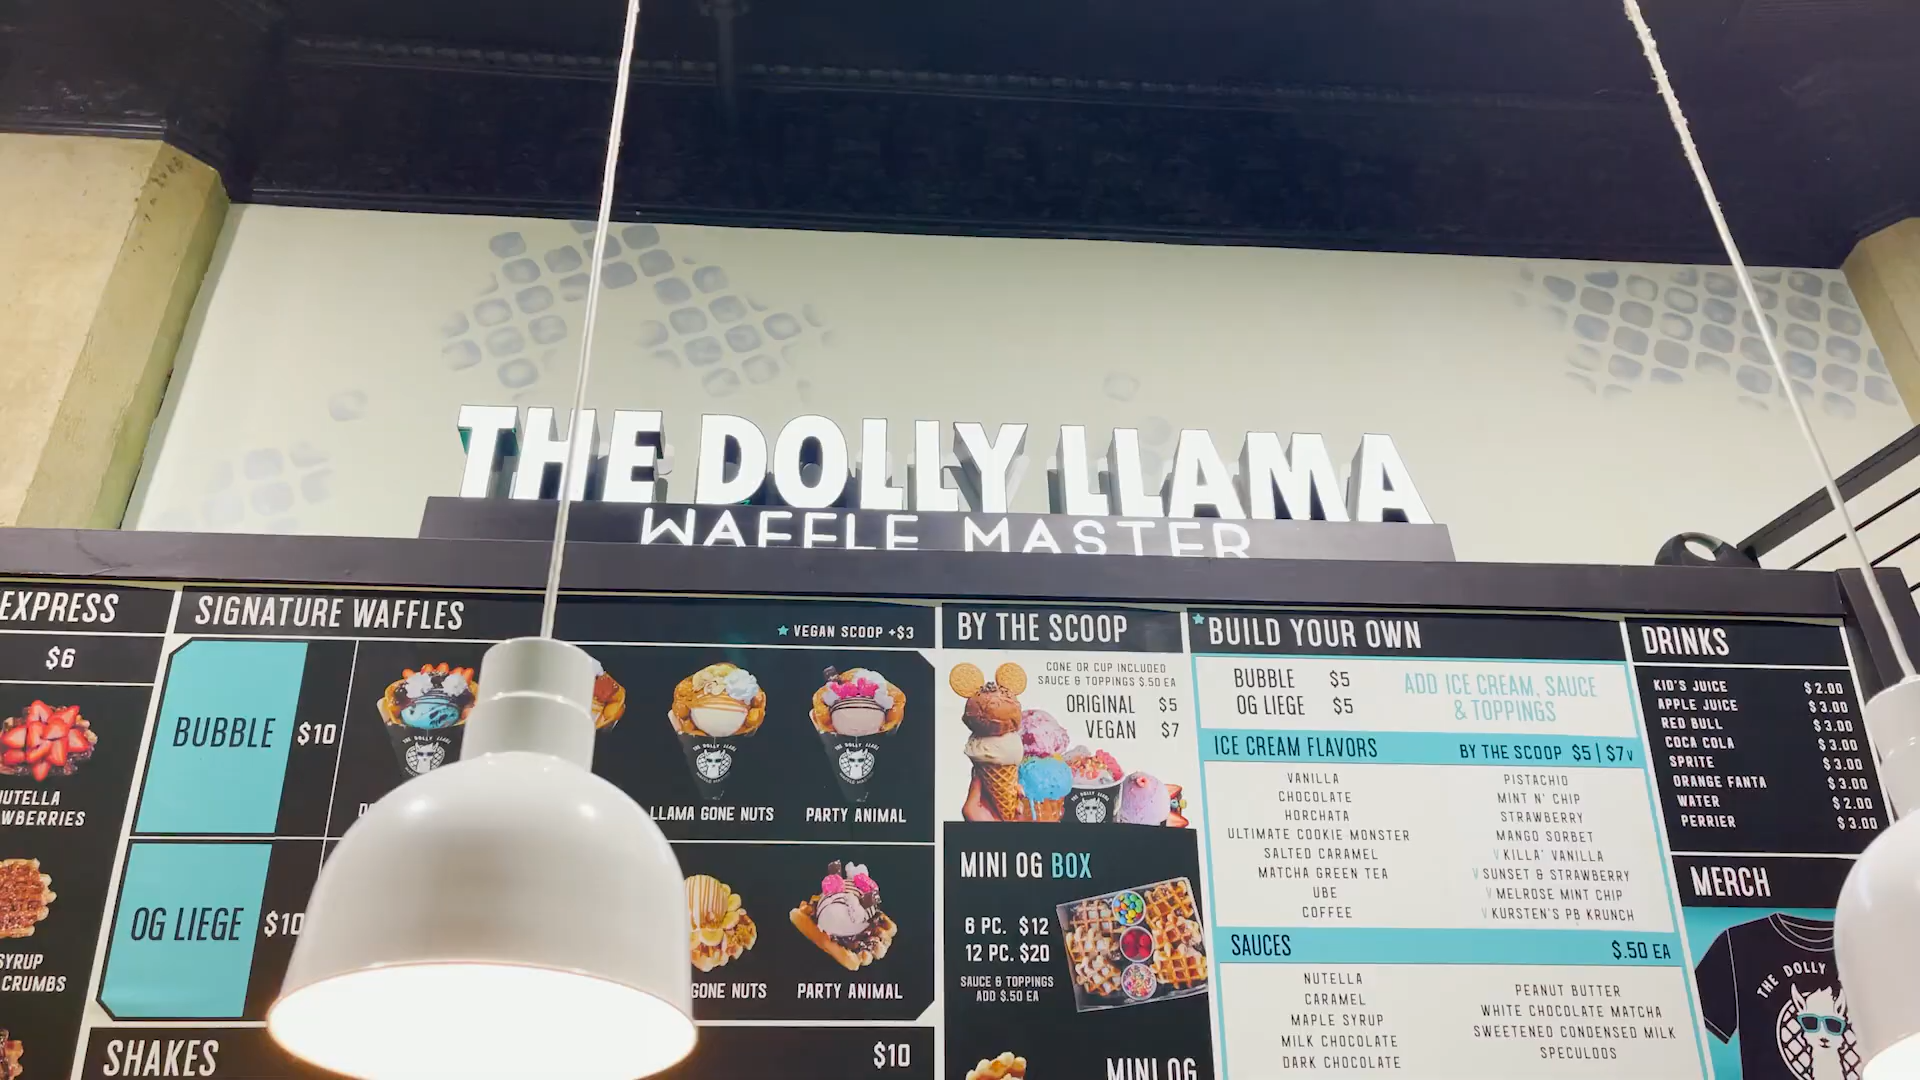 THE DOLLY LLAMA
WAFFLE MASTER
EXPRESS
$6
NUTELLA
SYRUP
CRUMBS
SIGNATURE WAFFLES
★ VEGAN SCOOP +$3
BUBBLE $10
LLAMA GONE NUTS
PARTY ANIMAL
OG LIEGE $10
GONE NUTS
PARTY ANIMAL
SHAKES $10
BY THE SCOOP
CONE OR CUP INCLUDED
SAUCE & TOPPINGS $.50 EA
ORIGINAL $5
VEGAN $7
MINI OG BOX
6 PC. $12
12 PC. $20
SAUCE & TOPPINGS
ADD $.50 EA
MINI OG
★ BUILD YOUR OWN
BUBBLE $5
OG LIEGE $5
ADD ICE CREAM, SAUCE
& TOPPINGS
ICE CREAM FLAVORS BY THE SCOOP $5 | $7V
VANILLA
CHOCOLATE
HORCHATA
ULTIMATE COOKIE MONSTER
SALTED CARAMEL
MATCHA GREEN TEA
UBE
COFFEE
PISTACHIO
MINT N' CHIP
STRAWBERRY
MANGO SORBET
V KILLA' VANILLA
V SUNSET & STRAWBERRY
V MELROSE MINT CHIP
V KURSTEN'S PB KRUNCH
SAUCES $.50 EA
NUTELLA
CARAMEL
MAPLE SYRUP
MILK CHOCOLATE
DARK CHOCOLATE
PEANUT BUTTER
WHITE CHOCOLATE MATCHA
SWEETENED CONDENSED MILK
SPECULOOS
DRINKS
KID'S JUICE $2.00
APPLE JUICE $3.00
RED BULL $3.00
COCA COLA $3.00
SPRITE $3.00
ORANGE FANTA $3.00
WATER $2.00
PERRIER $3.00
MERCH
THE DOLLY